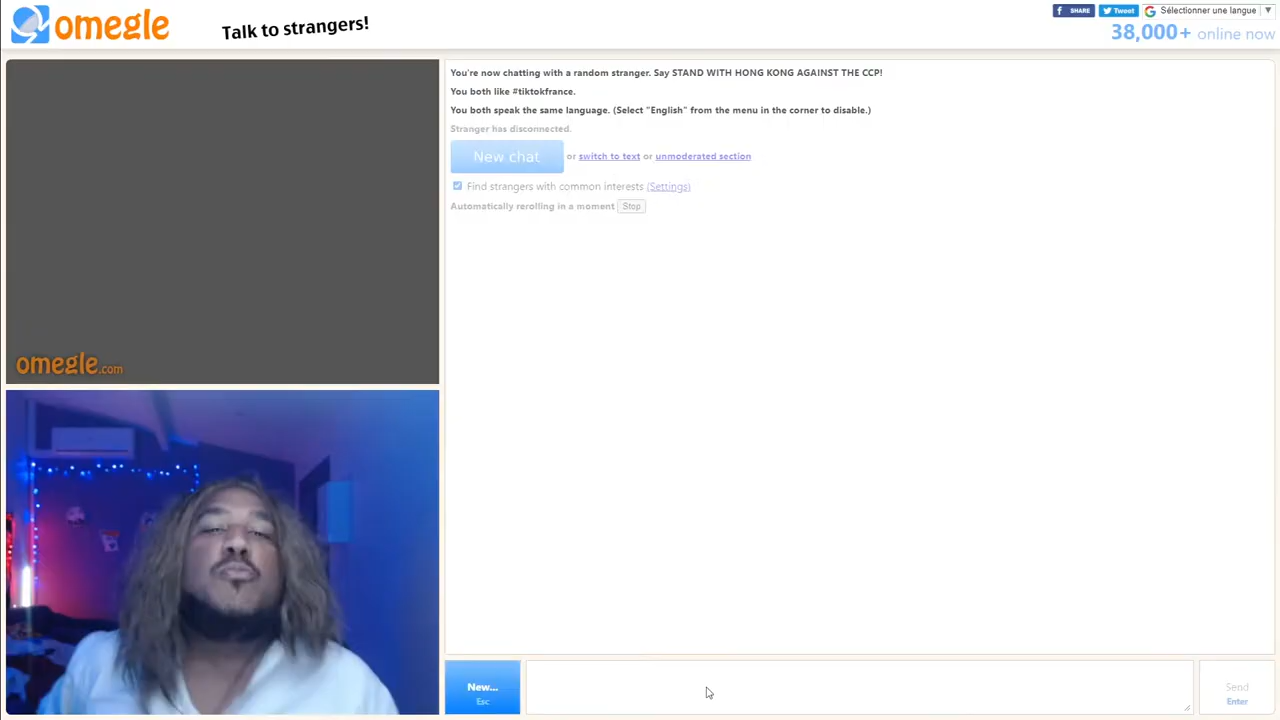 omegle
Talk to strangers!
SHARE
Tweet
Sélectionner une langue
38,000+ online now
You're now chatting with a random stranger. Say STAND WITH HONG KONG AGAINST THE CCP!
You both like #tiktokfrance.
You both speak the same language. (Select "English" from the menu in the corner to disable.)
Stranger has disconnected.
New chat or switch to text or unmoderated section
Find strangers with common interests (Settings)
Automatically rerolling in a moment Stop
omegle.com
New...
Esc
Send
Enter